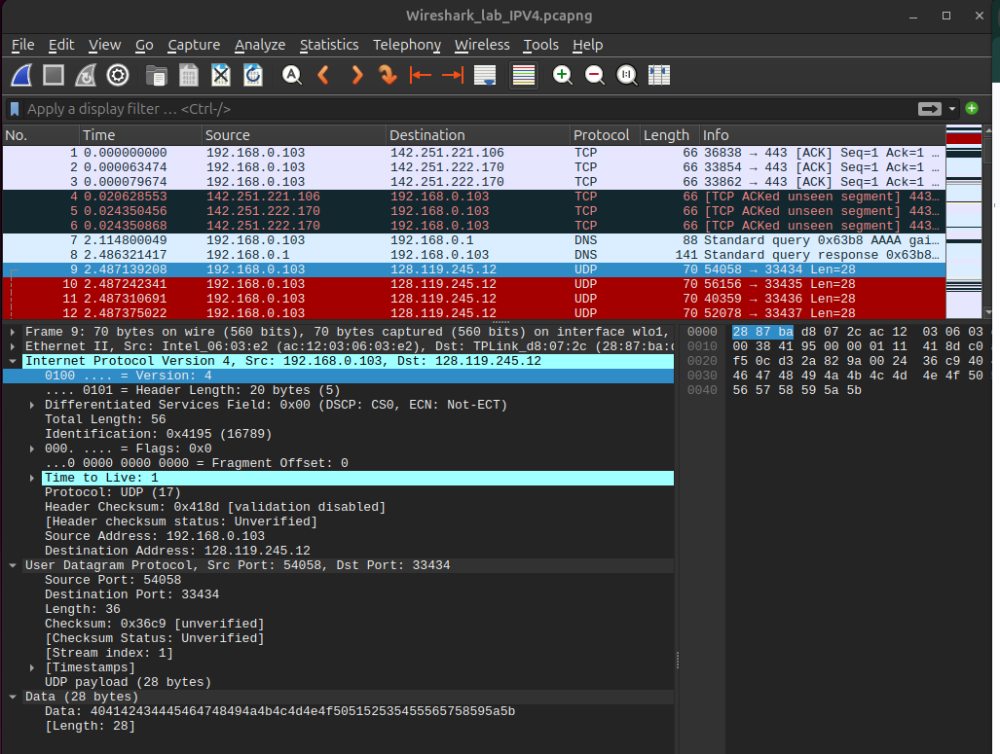 Wireshark_lab_IPV4.pcapng
File Edit View Go Capture Analyze Statistics Telephony Wireless Tools Help
Apply a display filter … <Ctrl-/>
No. Time Source Destination Protocol Length Info
1 0.000000000 192.168.0.103 142.251.221.106 TCP 66 36838 → 443 [ACK] Seq=1 Ack=1 …
2 0.000063474 192.168.0.103 142.251.222.170 TCP 66 33854 → 443 [ACK] Seq=1 Ack=1 …
3 0.000079674 192.168.0.103 142.251.222.170 TCP 66 33862 → 443 [ACK] Seq=1 Ack=1 …
4 0.020628553 142.251.221.106 192.168.0.103 TCP 66 [TCP ACKed unseen segment] 443…
5 0.024350456 142.251.222.170 192.168.0.103 TCP 66 [TCP ACKed unseen segment] 443…
6 0.024350868 142.251.222.170 192.168.0.103 TCP 66 [TCP ACKed unseen segment] 443…
7 2.114800049 192.168.0.103 192.168.0.1 DNS 88 Standard query 0x63b8 AAAA gai…
8 2.486321417 192.168.0.1 192.168.0.103 DNS 141 Standard query response 0x63b8…
9 2.487139208 192.168.0.103 128.119.245.12 UDP 70 54058 → 33434 Len=28
10 2.487242341 192.168.0.103 128.119.245.12 UDP 70 56156 → 33435 Len=28
11 2.487310691 192.168.0.103 128.119.245.12 UDP 70 40359 → 33436 Len=28
12 2.487375022 192.168.0.103 128.119.245.12 UDP 70 52078 → 33437 Len=28
Frame 9: 70 bytes on wire (560 bits), 70 bytes captured (560 bits) on interface wlo1,
Ethernet II, Src: Intel_06:03:e2 (ac:12:03:06:03:e2), Dst: TPLink_d8:07:2c (28:87:ba:d
Internet Protocol Version 4, Src: 192.168.0.103, Dst: 128.119.245.12
0100 .... = Version: 4
.... 0101 = Header Length: 20 bytes (5)
Differentiated Services Field: 0x00 (DSCP: CS0, ECN: Not-ECT)
Total Length: 56
Identification: 0x4195 (16789)
000. .... = Flags: 0x0
...0 0000 0000 0000 = Fragment Offset: 0
Time to Live: 1
Protocol: UDP (17)
Header Checksum: 0x418d [validation disabled]
[Header checksum status: Unverified]
Source Address: 192.168.0.103
Destination Address: 128.119.245.12
User Datagram Protocol, Src Port: 54058, Dst Port: 33434
Source Port: 54058
Destination Port: 33434
Length: 36
Checksum: 0x36c9 [unverified]
[Checksum Status: Unverified]
[Stream index: 1]
[Timestamps]
UDP payload (28 bytes)
Data (28 bytes)
Data: 404142434445464748494a4b4c4d4e4f505152535455565758595a5b
[Length: 28]
0000 28 87 ba d8 07 2c ac 12 03 06 03
0010 00 38 41 95 00 00 01 11 41 8d c0
0020 f5 0c d3 2a 82 9a 00 24 36 c9 40
0030 46 47 48 49 4a 4b 4c 4d 4e 4f 50
0040 56 57 58 59 5a 5b